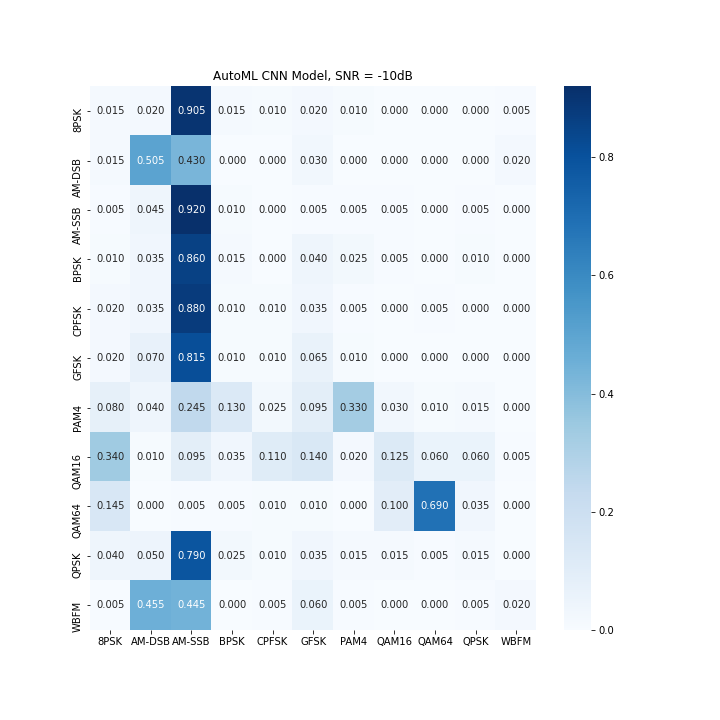 AutoML CNN Model, SNR = -10dB
8PSK 0.015 0.020 0.905 0.015 0.010 0.020 0.010 0.000 0.000 0.000 0.005
AM-DSB 0.015 0.505 0.430 0.000 0.000 0.030 0.000 0.000 0.000 0.000 0.020
AM-SSB 0.005 0.045 0.920 0.010 0.000 0.005 0.005 0.005 0.005 0.000 0.000
BPSK 0.010 0.035 0.860 0.015 0.000 0.040 0.025 0.005 0.000 0.010 0.000
CPFSK 0.020 0.035 0.880 0.010 0.010 0.035 0.005 0.000 0.005 0.000 0.000
GFSK 0.020 0.070 0.815 0.010 0.010 0.065 0.010 0.000 0.000 0.000 0.000
PAM4 0.080 0.040 0.245 0.130 0.025 0.095 0.330 0.030 0.010 0.015 0.000
QAM16 0.340 0.010 0.095 0.035 0.110 0.140 0.020 0.125 0.060 0.060 0.005
QAM64 0.145 0.000 0.005 0.005 0.010 0.010 0.000 0.100 0.690 0.035 0.000
QPSK 0.040 0.050 0.790 0.025 0.010 0.035 0.015 0.015 0.005 0.015 0.000
WBFM 0.005 0.455 0.445 0.000 0.005 0.060 0.005 0.000 0.000 0.005 0.020
8PSK AM-DSB AM-SSB BPSK CPFSK GFSK PAM4 QAM16 QAM64 QPSK WBFM
0.8
0.6
0.4
0.2
0.0